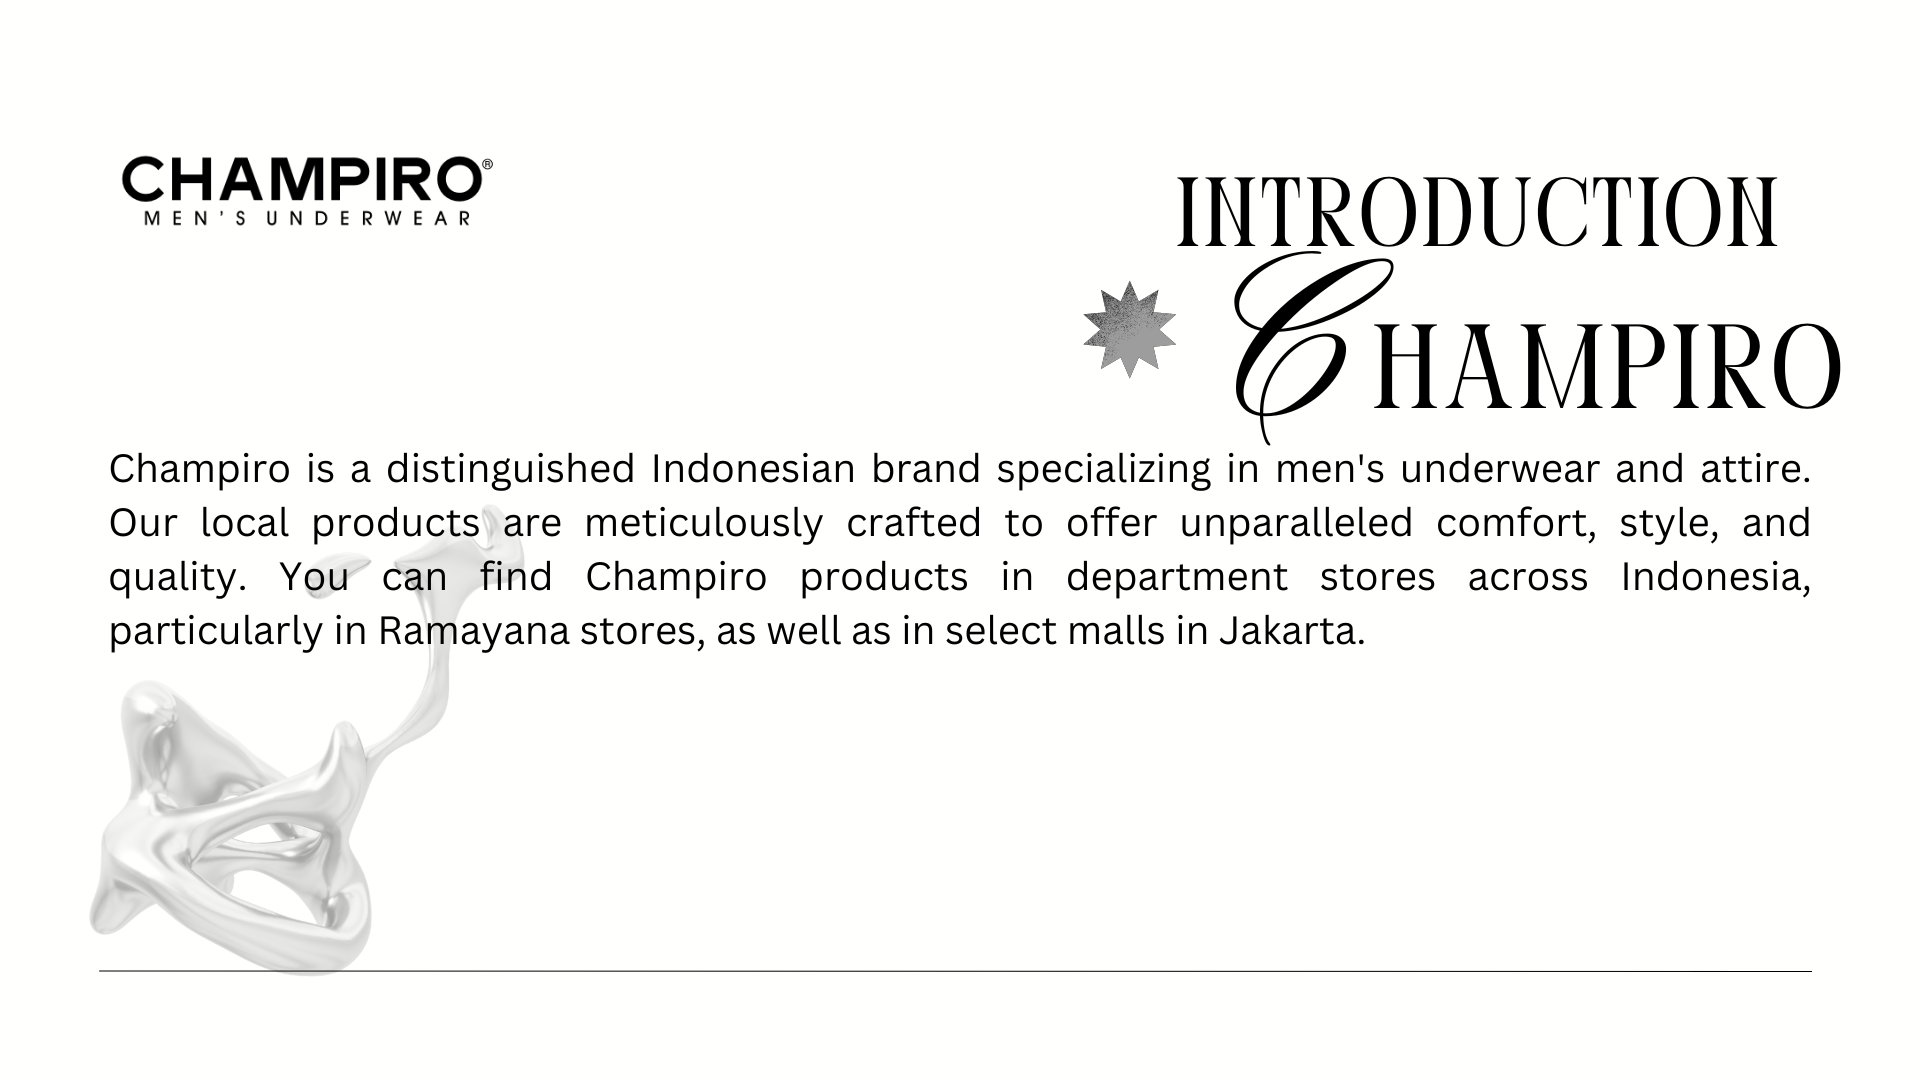 CHAMPIRO®
MEN'S UNDERWEAR
INTRODUCTION
CHAMPIRO
Champiro is a distinguished Indonesian brand specializing in men's underwear and attire.
Our local products are meticulously crafted to offer unparalleled comfort, style, and
quality. You can find Champiro products in department stores across Indonesia,
particularly in Ramayana stores, as well as in select malls in Jakarta.